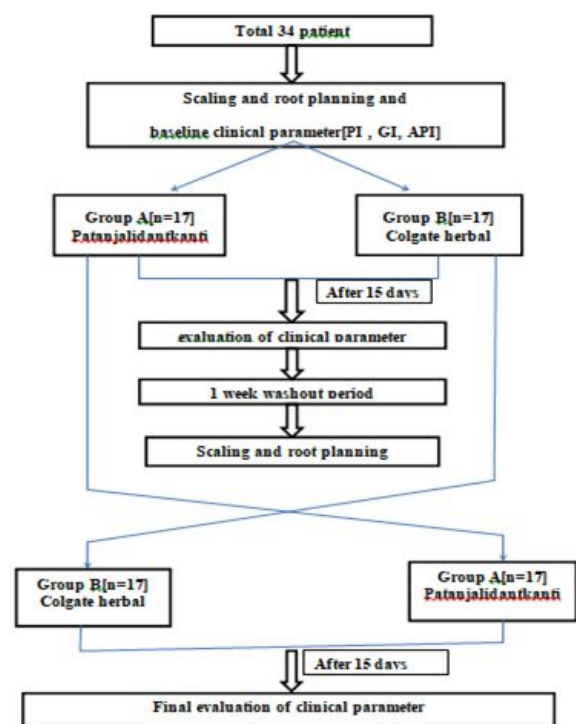 Total 34 patient
Scaling and root planning and
baseline clinical parameter[PI , GI, API]
Group A[n=17]
Patanjalidantkanti
Group B[n=17]
Colgate herbal
After 15 days
evaluation of clinical parameter
1 week washout period
Scaling and root planning
Group B[n=17]
Colgate herbal
Group A[n=17]
Patanjalidantkanti
After 15 days
Final evaluation of clinical parameter